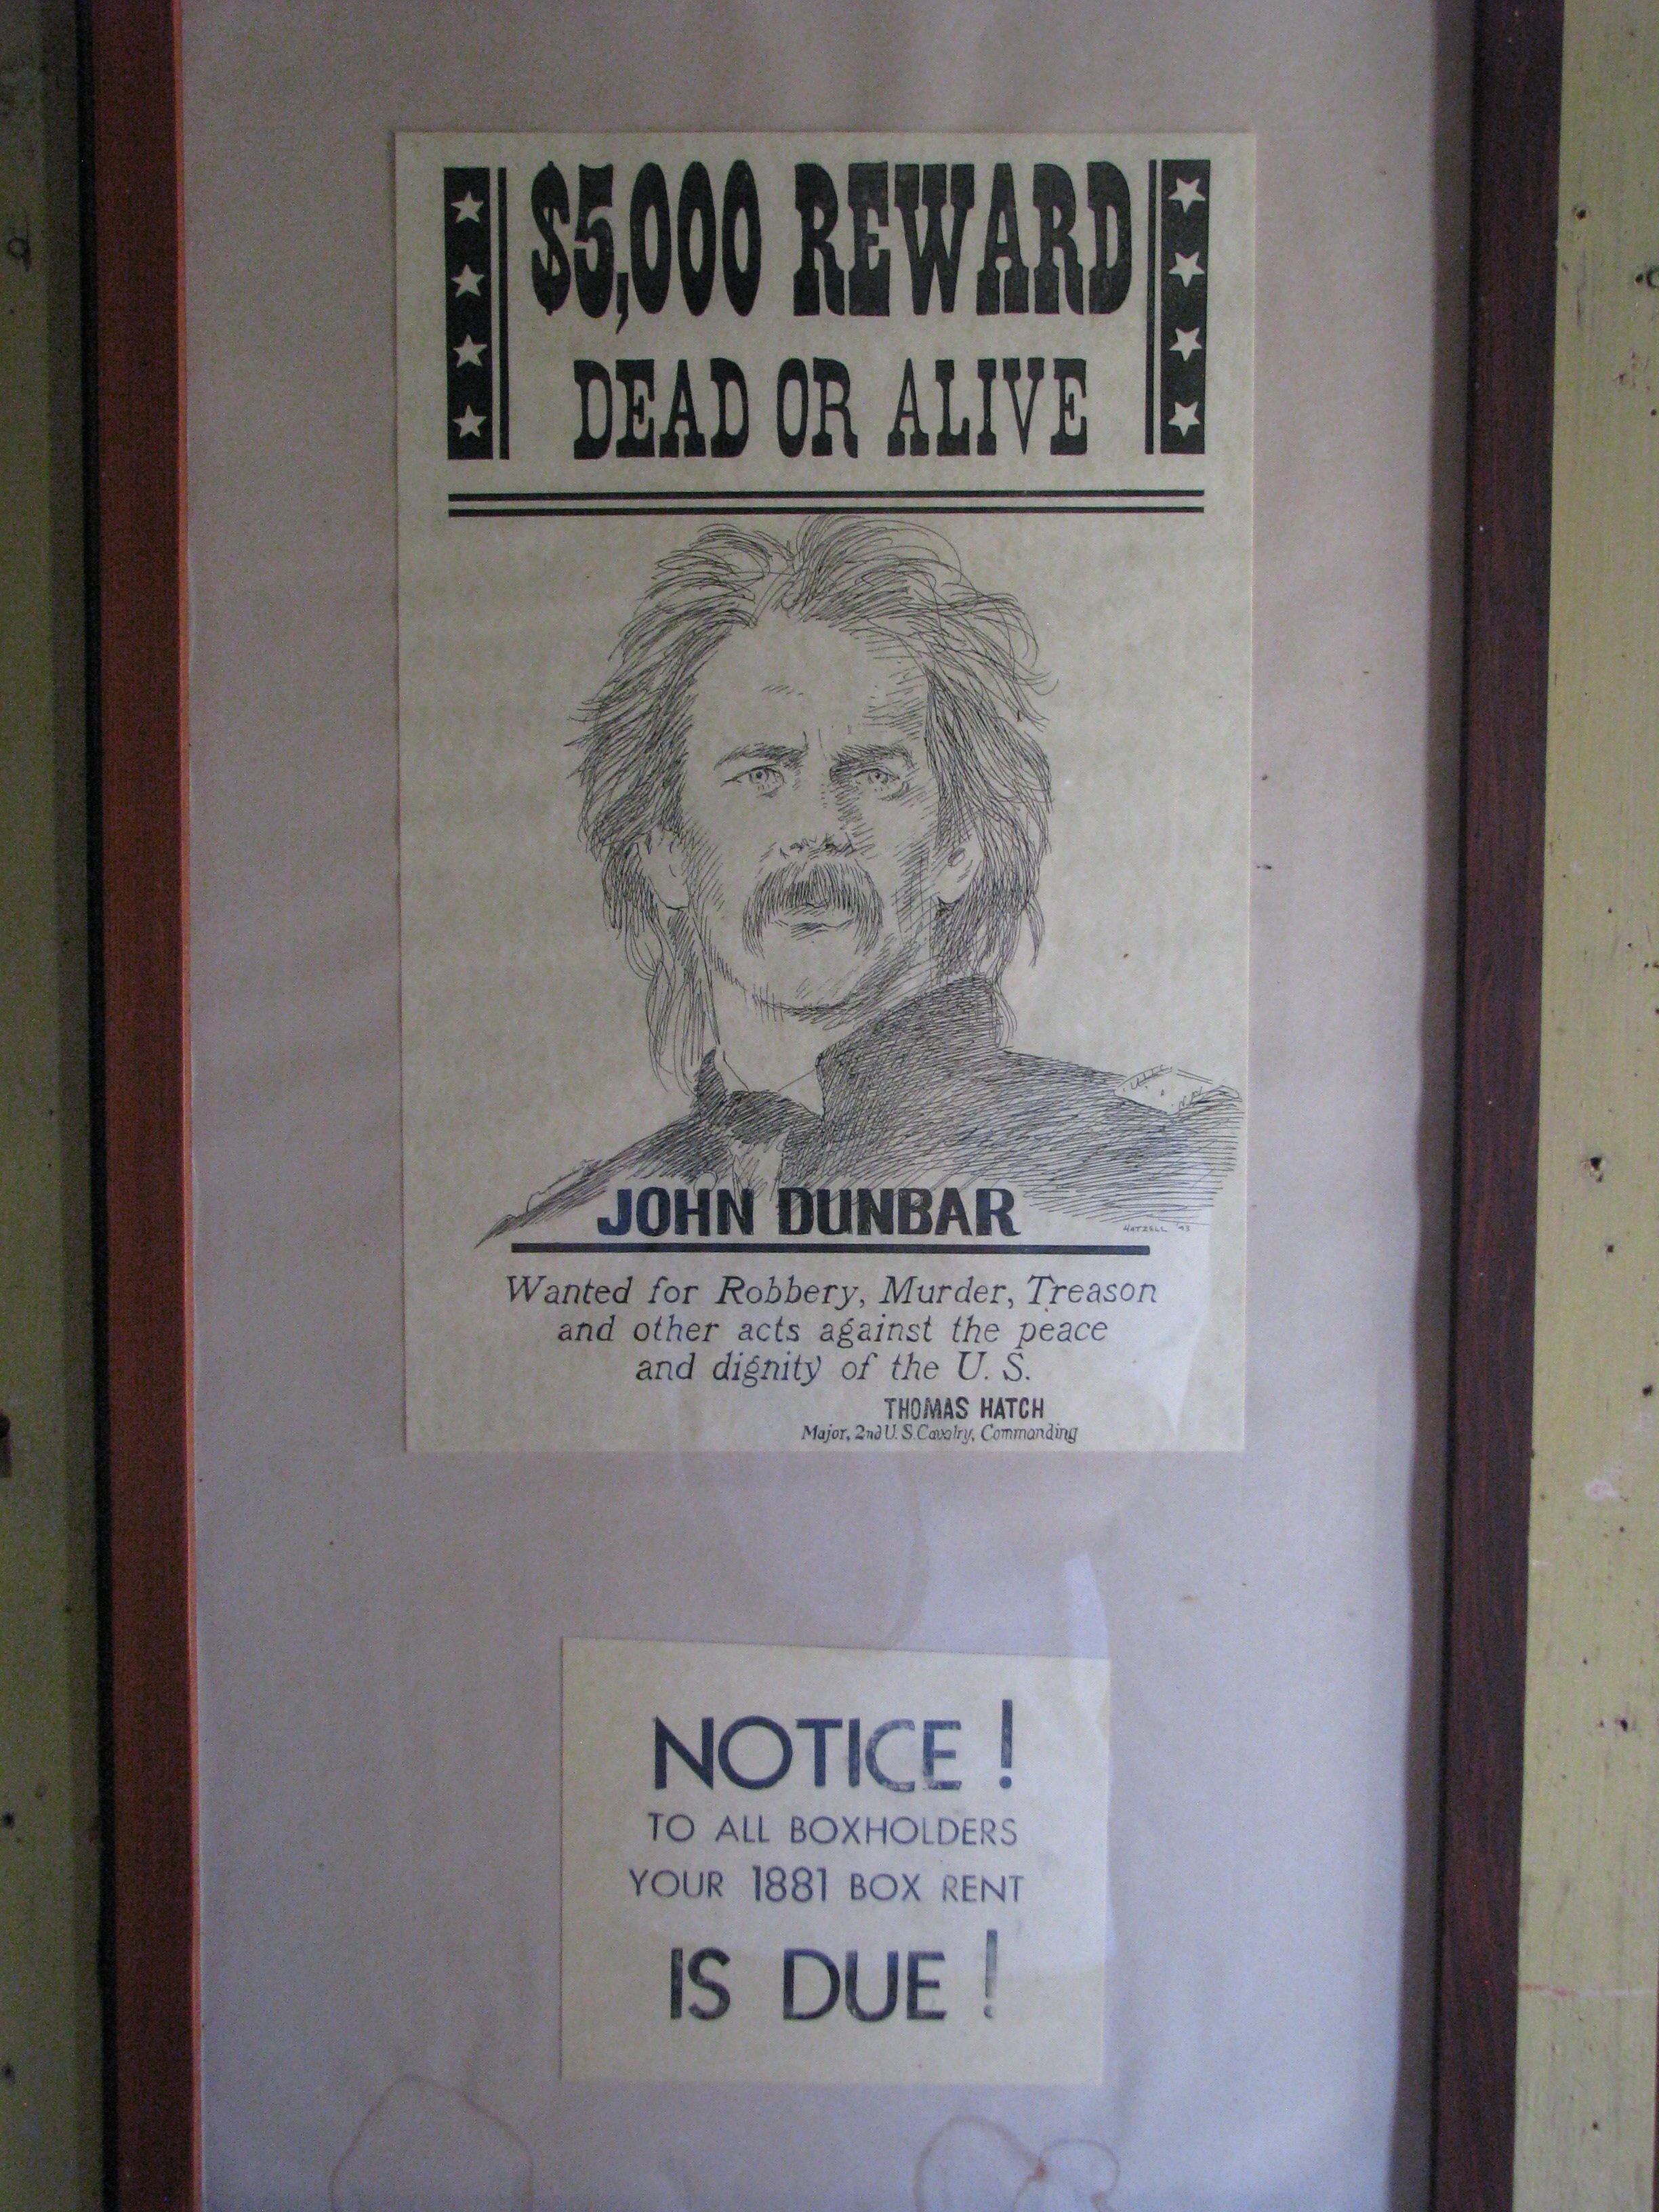 $5,000 REWARD
DEAD OR ALIVE
JOHN DUNBAR
HATZELL '93
Wanted for Robbery, Murder, Treason
and other acts against the peace
and dignity of the U. S.
THOMAS HATCH
Major, 2nd U. S. Cavalry, Commanding
NOTICE !
TO ALL BOXHOLDERS
YOUR 1881 BOX RENT
IS DUE !